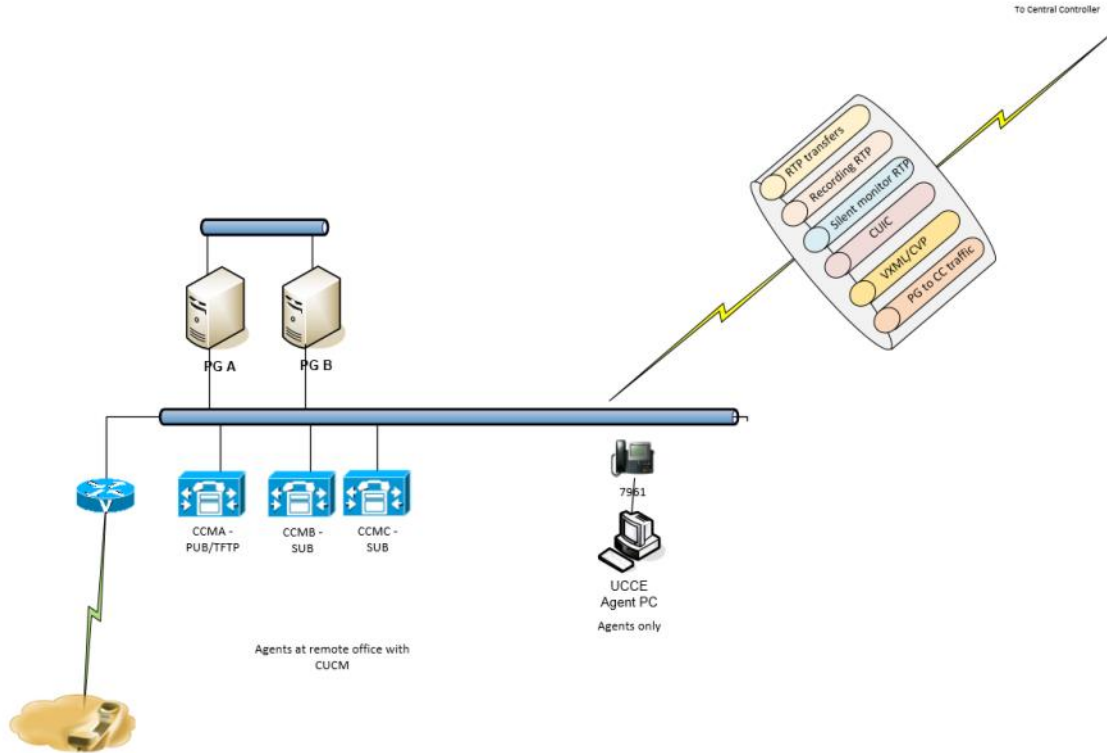 To Central Controller
RTP transfers
Recording RTP
Silent monitor RTP
CUIC
VXML/CVP
PG to CC traffic
PG A
PG B
V
7961
CCMA -
PUB/TFTP
CCMB -
SUB
CCMC -
SUB
UCCE
Agent PC
Agents only
Agents at remote office with
CUCM